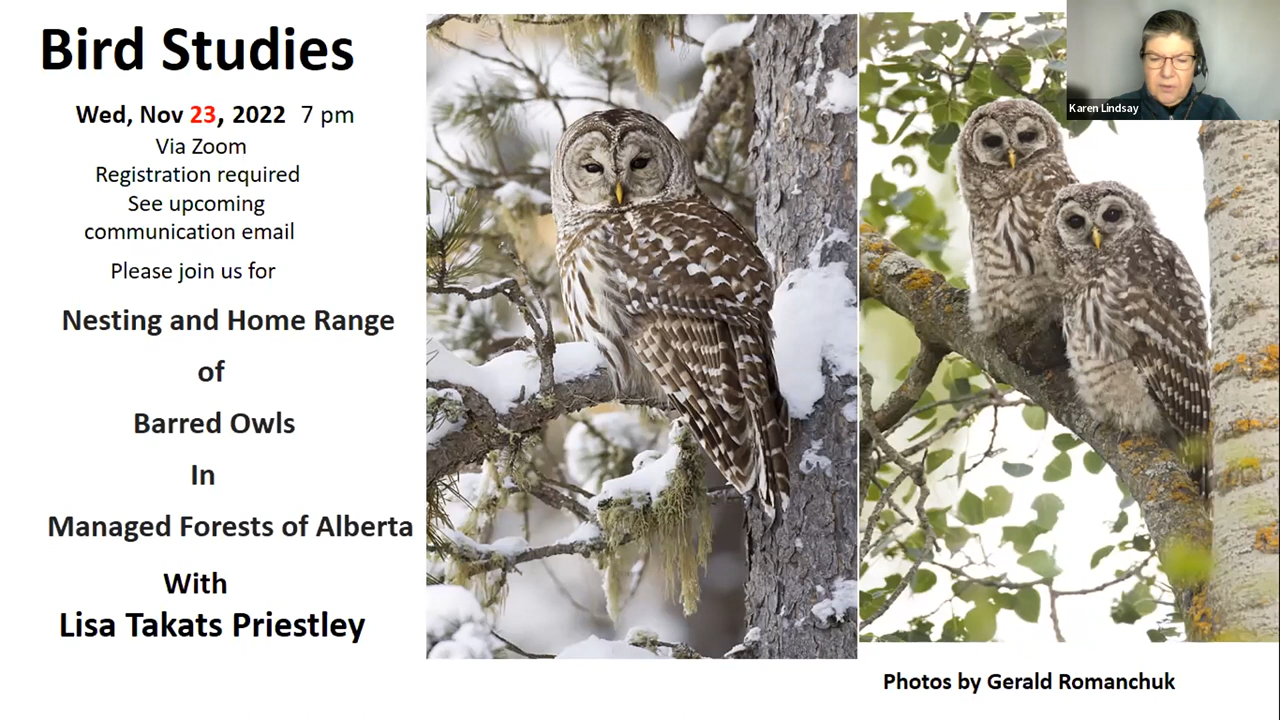 Bird Studies
Wed, Nov 23, 2022 7 pm
Via Zoom
Registration required
See upcoming
communication email
Please join us for
Nesting and Home Range
of
Barred Owls
In
Managed Forests of Alberta
With
Lisa Takats Priestley
Karen Lindsay
Photos by Gerald Romanchuk